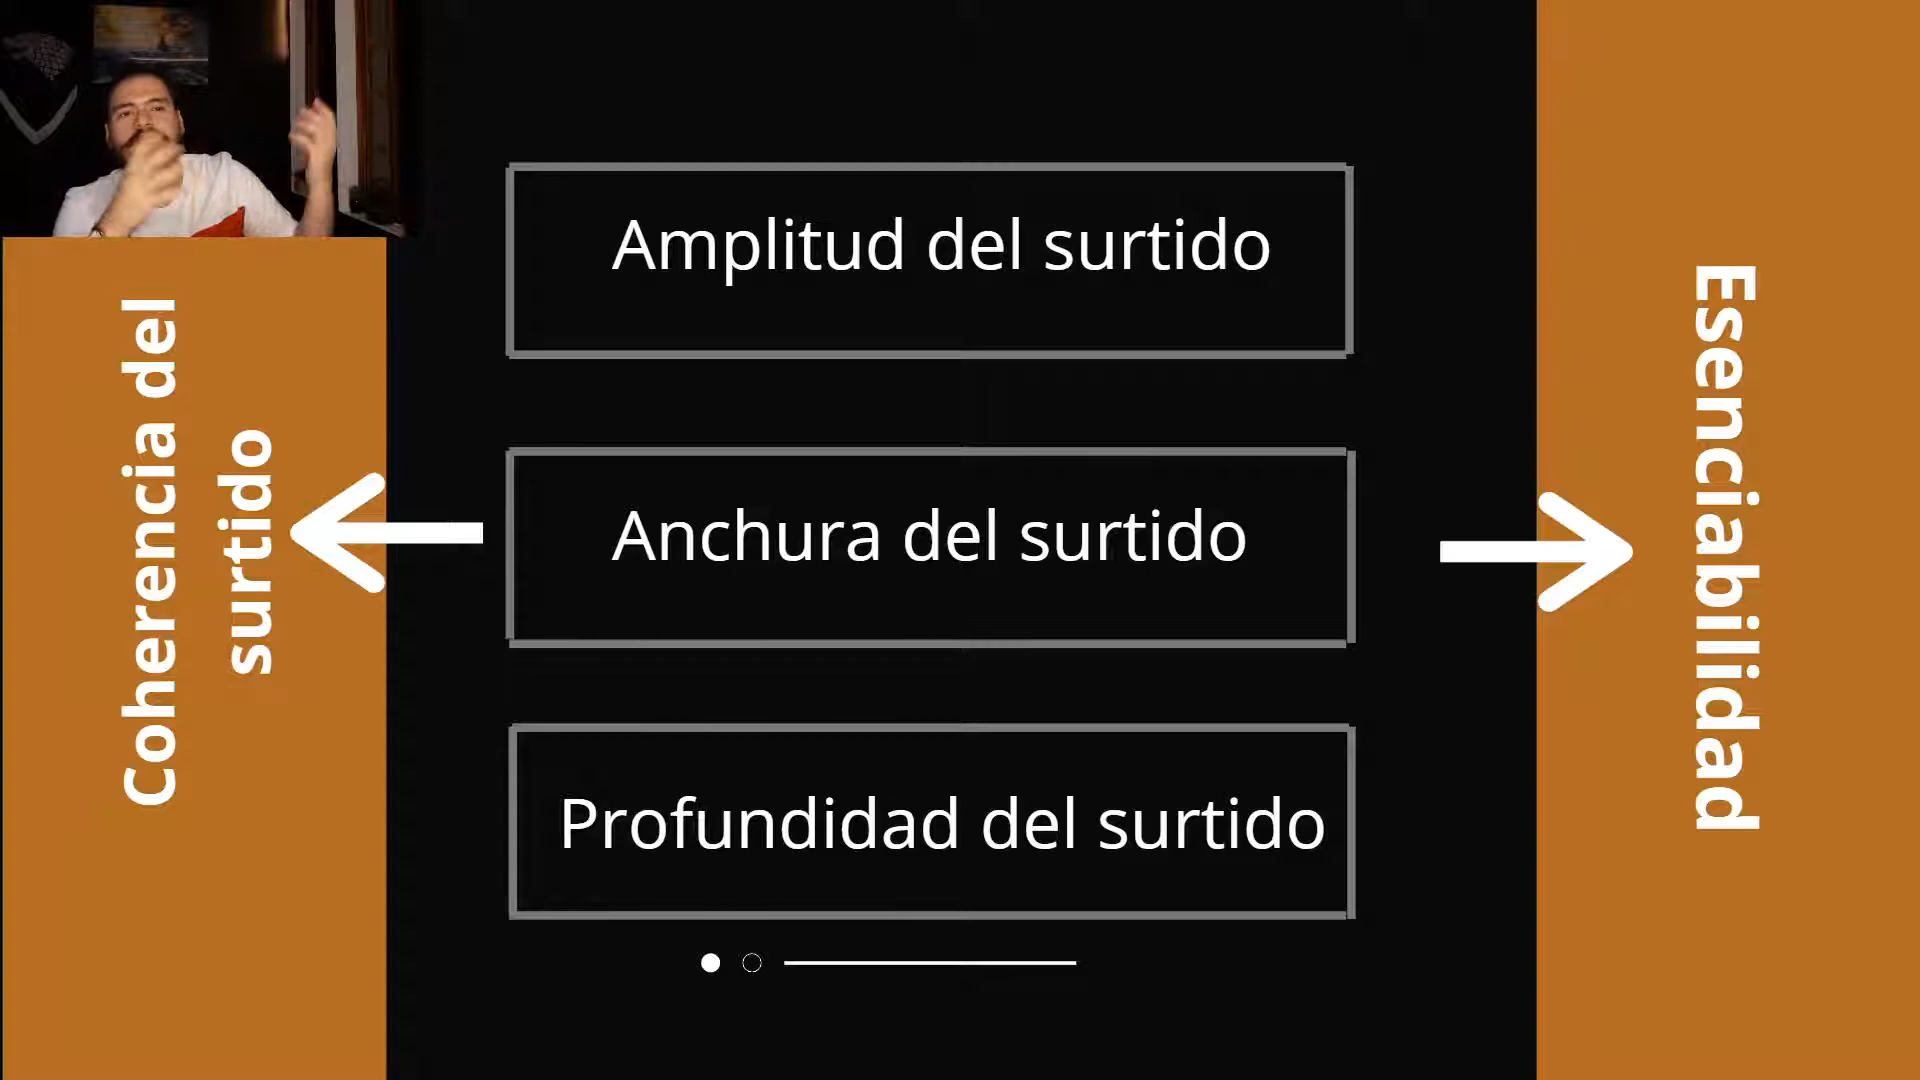 Coherencia del
surtido
Amplitud del surtido
Anchura del surtido
Profundidad del surtido
Esenciabilidad